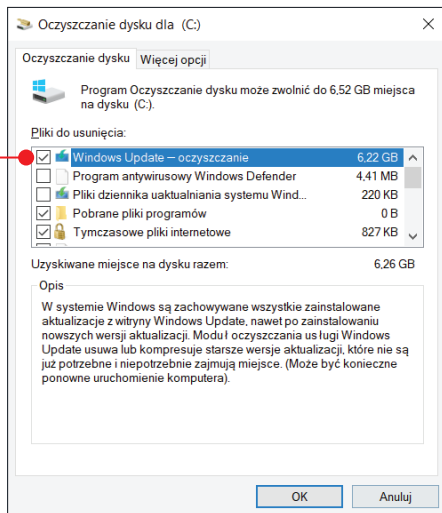 Oczyszczanie dysku dla  (C:)
Oczyszczanie dysku
Więcej opcji
Program Oczyszczanie dysku może zwolnić do 6,52 GB miejsca
na dysku  (C:).
Pliki do usunięcia:
Windows Update – oczyszczanie 6,22 GB
Program antywirusowy Windows Defender 4,41 MB
Pliki dziennika uaktualniania systemu Wind... 220 KB
Pobrane pliki programów 0 B
Tymczasowe pliki internetowe 827 KB
Uzyskiwane miejsce na dysku razem: 6,26 GB
Opis
W systemie Windows są zachowywane wszystkie zainstalowane
aktualizacje z witryny Windows Update, nawet po zainstalowaniu
nowszych wersji aktualizacji. Moduł oczyszczania usługi Windows
Update usuwa lub kompresuje starsze wersje aktualizacji, które nie są
już potrzebne i niepotrzebnie zajmują miejsce. (Może być konieczne
ponowne uruchomienie komputera).
OK
Anuluj